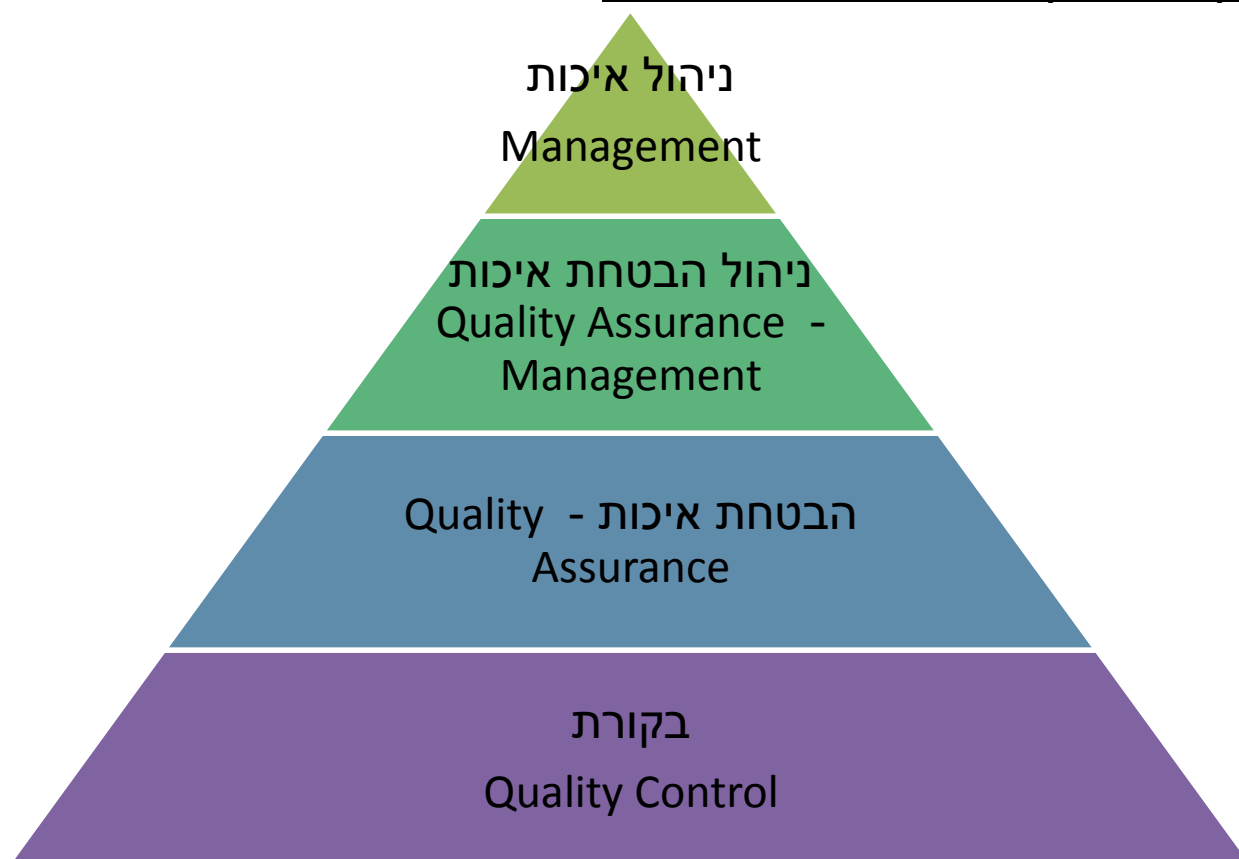 ניהול איכות
Management
ניהול הבטחת איכות
Quality Assurance -
Management
הבטחת איכות - Quality
Assurance
בקורת
Quality Control